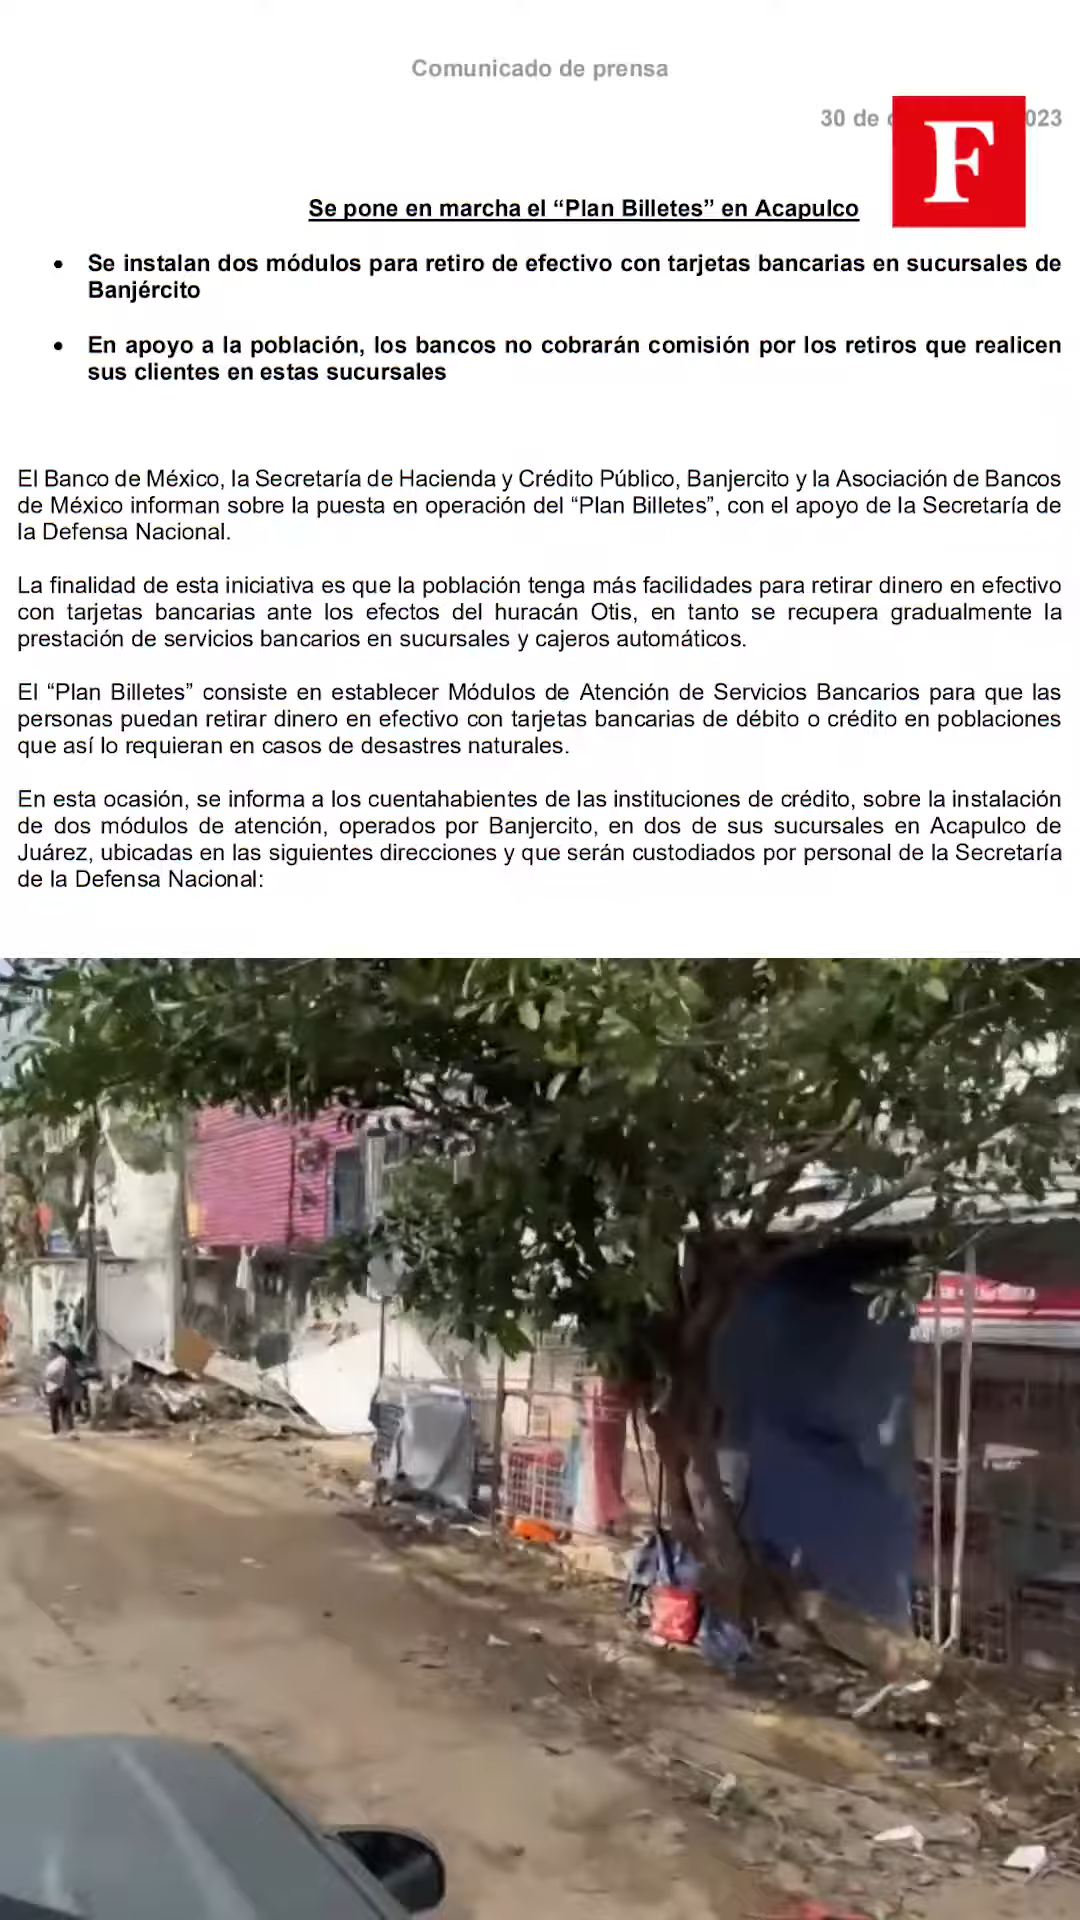 Comunicado de prensa
30 de 023
F
Se pone en marcha el “Plan Billetes” en Acapulco
• Se instalan dos módulos para retiro de efectivo con tarjetas bancarias en sucursales de
Banjército
• En apoyo a la población, los bancos no cobrarán comisión por los retiros que realicen
sus clientes en estas sucursales
El Banco de México, la Secretaría de Hacienda y Crédito Público, Banjercito y la Asociación de Bancos
de México informan sobre la puesta en operación del “Plan Billetes”, con el apoyo de la Secretaría de
la Defensa Nacional.
La finalidad de esta iniciativa es que la población tenga más facilidades para retirar dinero en efectivo
con tarjetas bancarias ante los efectos del huracán Otis, en tanto se recupera gradualmente la
prestación de servicios bancarios en sucursales y cajeros automáticos.
El “Plan Billetes” consiste en establecer Módulos de Atención de Servicios Bancarios para que las
personas puedan retirar dinero en efectivo con tarjetas bancarias de débito o crédito en poblaciones
que así lo requieran en casos de desastres naturales.
En esta ocasión, se informa a los cuentahabientes de las instituciones de crédito, sobre la instalación
de dos módulos de atención, operados por Banjercito, en dos de sus sucursales en Acapulco de
Juárez, ubicadas en las siguientes direcciones y que serán custodiados por personal de la Secretaría
de la Defensa Nacional: